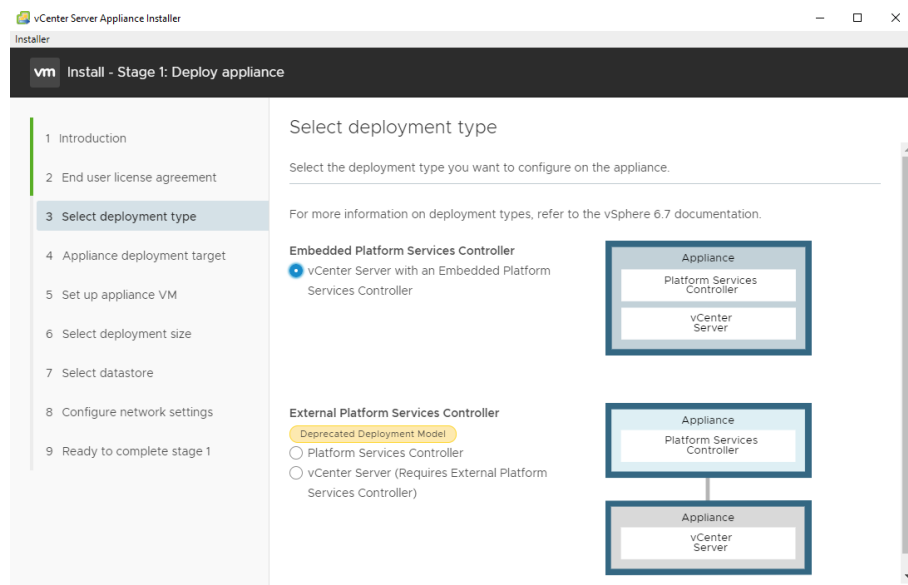 vCenter Server Appliance Installer
Installer
vm Install - Stage 1: Deploy appliance
1 Introduction
2 End user license agreement
3 Select deployment type
4 Appliance deployment target
5 Set up appliance VM
6 Select deployment size
7 Select datastore
8 Configure network settings
9 Ready to complete stage 1
Select deployment type
Select the deployment type you want to configure on the appliance.
For more information on deployment types, refer to the vSphere 6.7 documentation.
Embedded Platform Services Controller
vCenter Server with an Embedded Platform
Services Controller
Appliance
Platform Services
Controller
vCenter
Server
External Platform Services Controller
Deprecated Deployment Model
Platform Services Controller
vCenter Server (Requires External Platform
Services Controller)
Appliance
Platform Services
Controller
Appliance
vCenter
Server